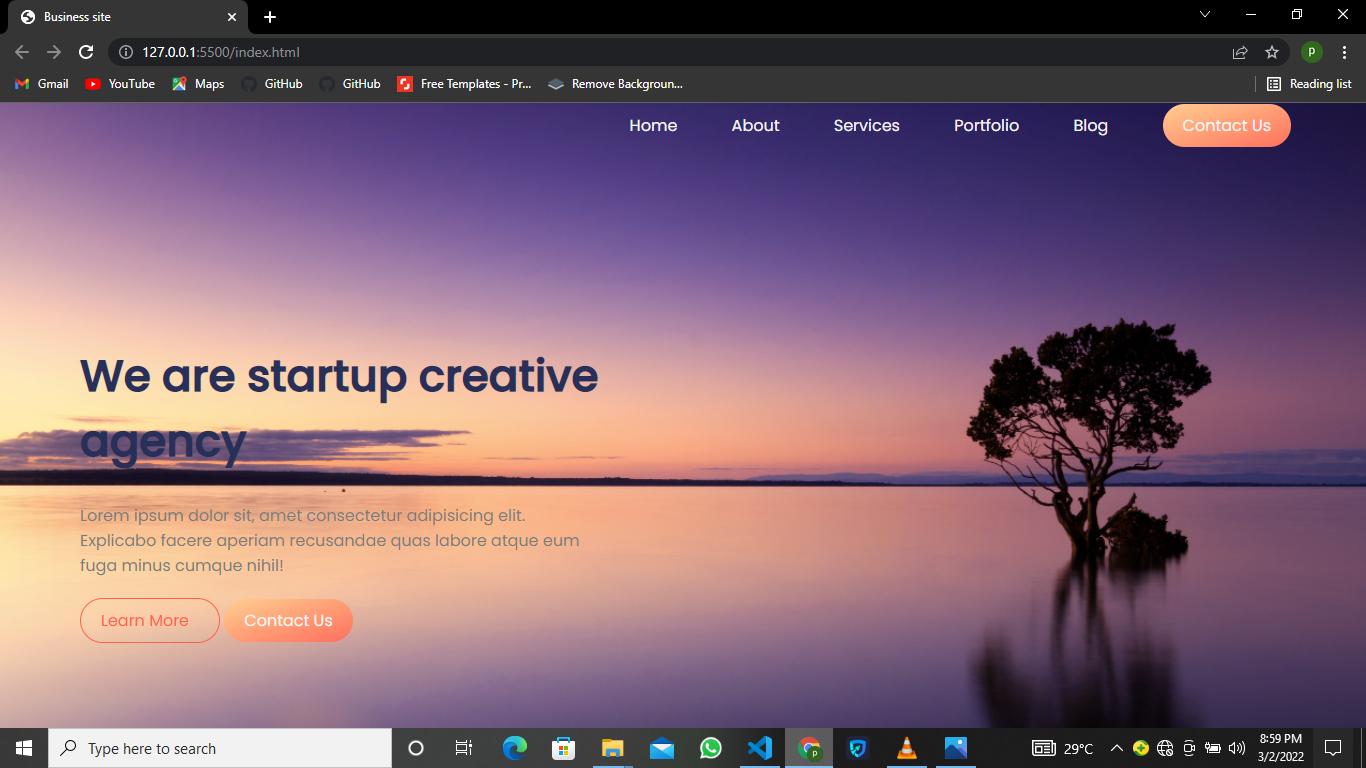 Business site
127.0.0.1:5500/index.html
P
Gmail YouTube Maps GitHub GitHub Free Templates - Pr... Remove Backgroun... Reading list
Home About Services Portfolio Blog Contact Us
We are startup creative
agency
Lorem ipsum dolor sit, amet consectetur adipisicing elit.
Explicabo facere aperiam recusandae quas labore atque eum
fuga minus cumque nihil!
Learn More Contact Us
Type here to search P 29°C 8:59 PM
3/2/2022